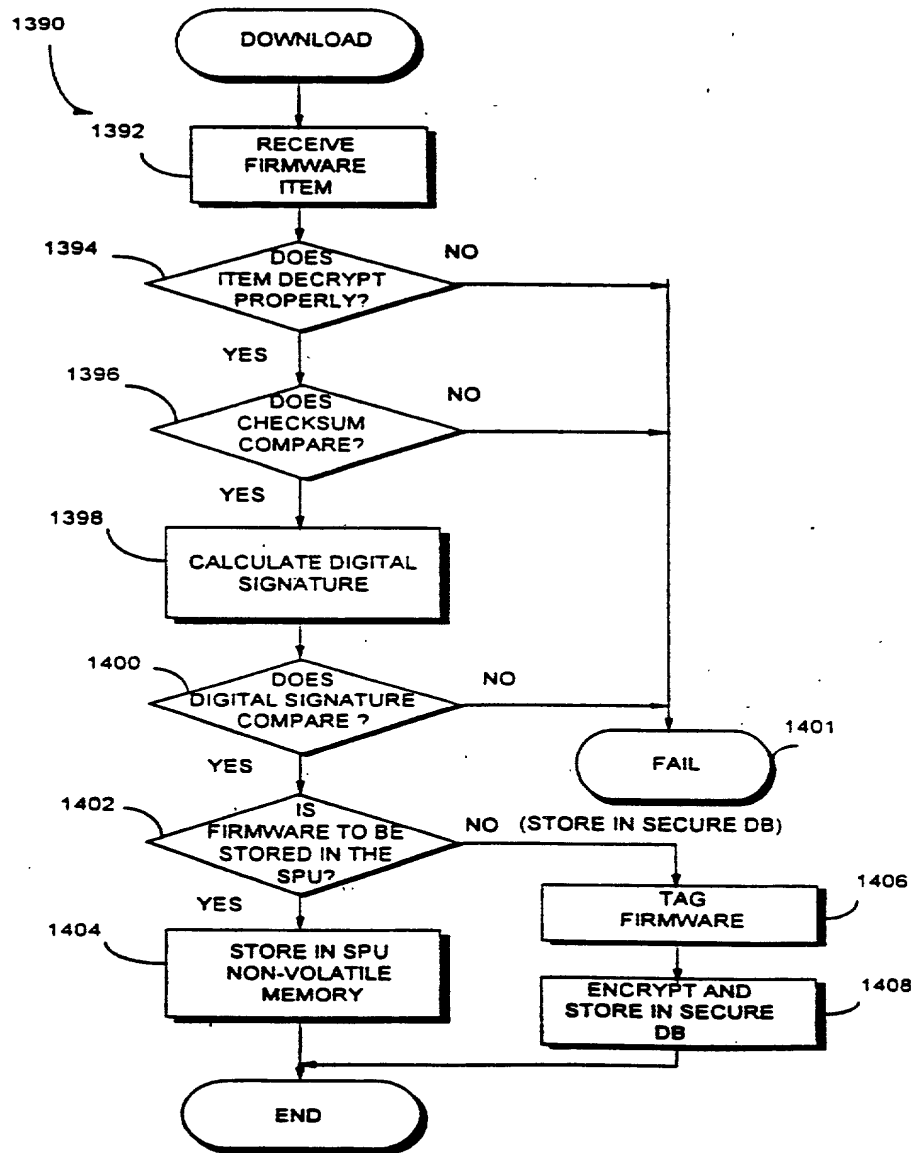 1390
DOWNLOAD
1392
RECEIVE
FIRMWARE
ITEM
1394
DOES
ITEM DECRYPT
PROPERLY?
NO
YES
1396
DOES
CHECKSUM
COMPARE?
NO
YES
1398
CALCULATE DIGITAL
SIGNATURE
1400
DOES
DIGITAL SIGNATURE
COMPARE ?
NO
YES
FAIL
1401
1402
IS
FIRMWARE TO BE
STORED IN THE
SPU?
NO (STORE IN SECURE DB)
YES
1404
STORE IN SPU
NON-VOLATILE
MEMORY
TAG
FIRMWARE
1406
ENCRYPT AND
STORE IN SECURE
DB
1408
END